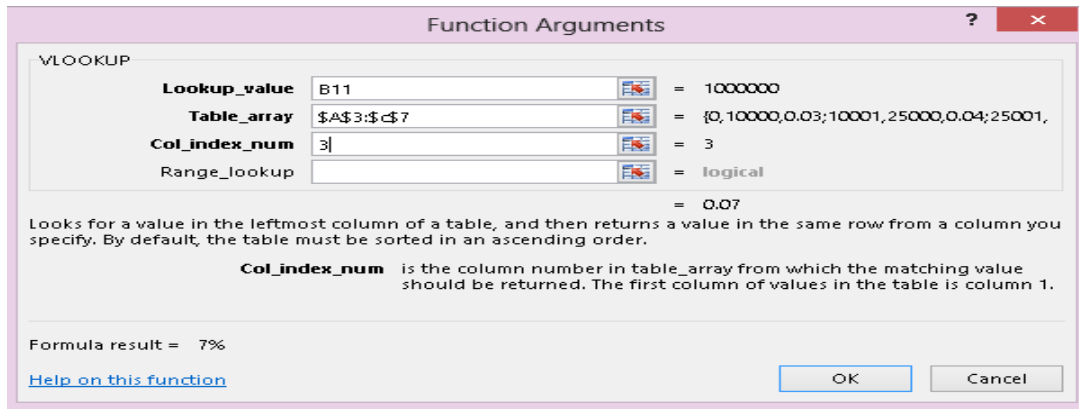 Function Arguments ? ×
VLOOKUP
Lookup_value B11 = 1000000
Table_array $A$3:$c$7 = {0,10000,0.03;10001,25000,0.04;25001,
Col_index_num 3 = 3
Range_lookup = logical
= 0.07
Looks for a value in the leftmost column of a table, and then returns a value in the same row from a column you
specify. By default, the table must be sorted in an ascending order.
Col_index_num is the column number in table_array from which the matching value
should be returned. The first column of values in the table is column 1.
Formula result = 7%
Help on this function OK Cancel